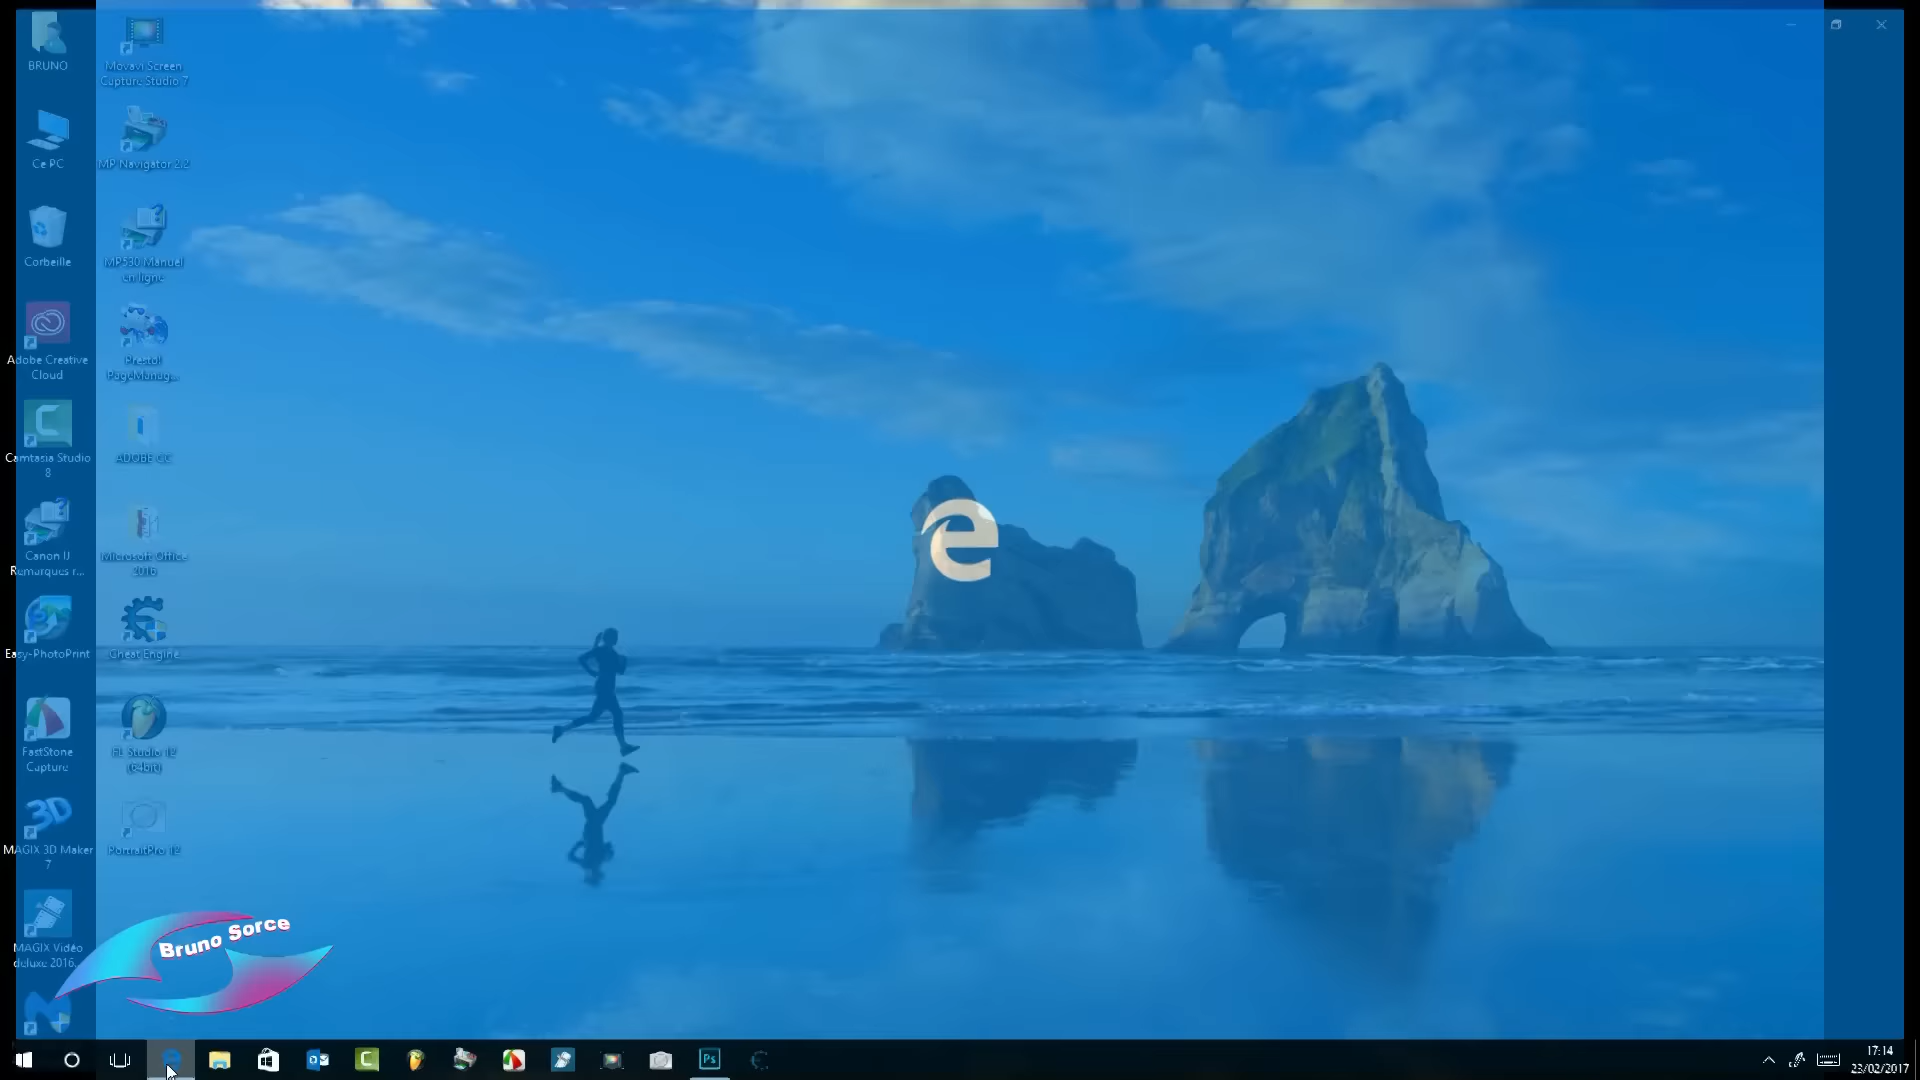 BRUNO
Ce PC
Corbeille
Adobe Creative
Cloud
Camtasia Studio
8
Canon IJ
Remarques r...
Easy-PhotoPrint
FastStone
Capture
MAGIX 3D Maker
7
MAGIX Vidéo
deluxe 2016...
Movavi Screen
Capture Studio 7
MP Navigator 2.2
MP530 Manuel
en ligne
Presto!
PageManag...
ADOBE CC
Microsoft Office
2016
Cheat Engine
FL Studio 12
(64bit)
PortraitPro 12
Bruno Sorce
Ps
17:14
23/02/2017